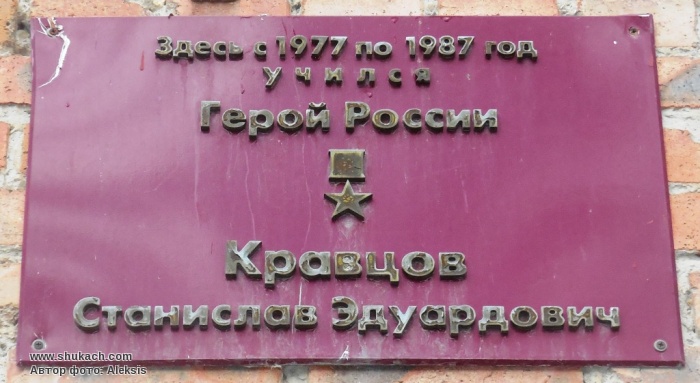 Здесь с 1977 по 1987 год
учился
Герой России
Кравцов
Станислав Эдуардович
www.shukach.com
Автор фото: Aleksis